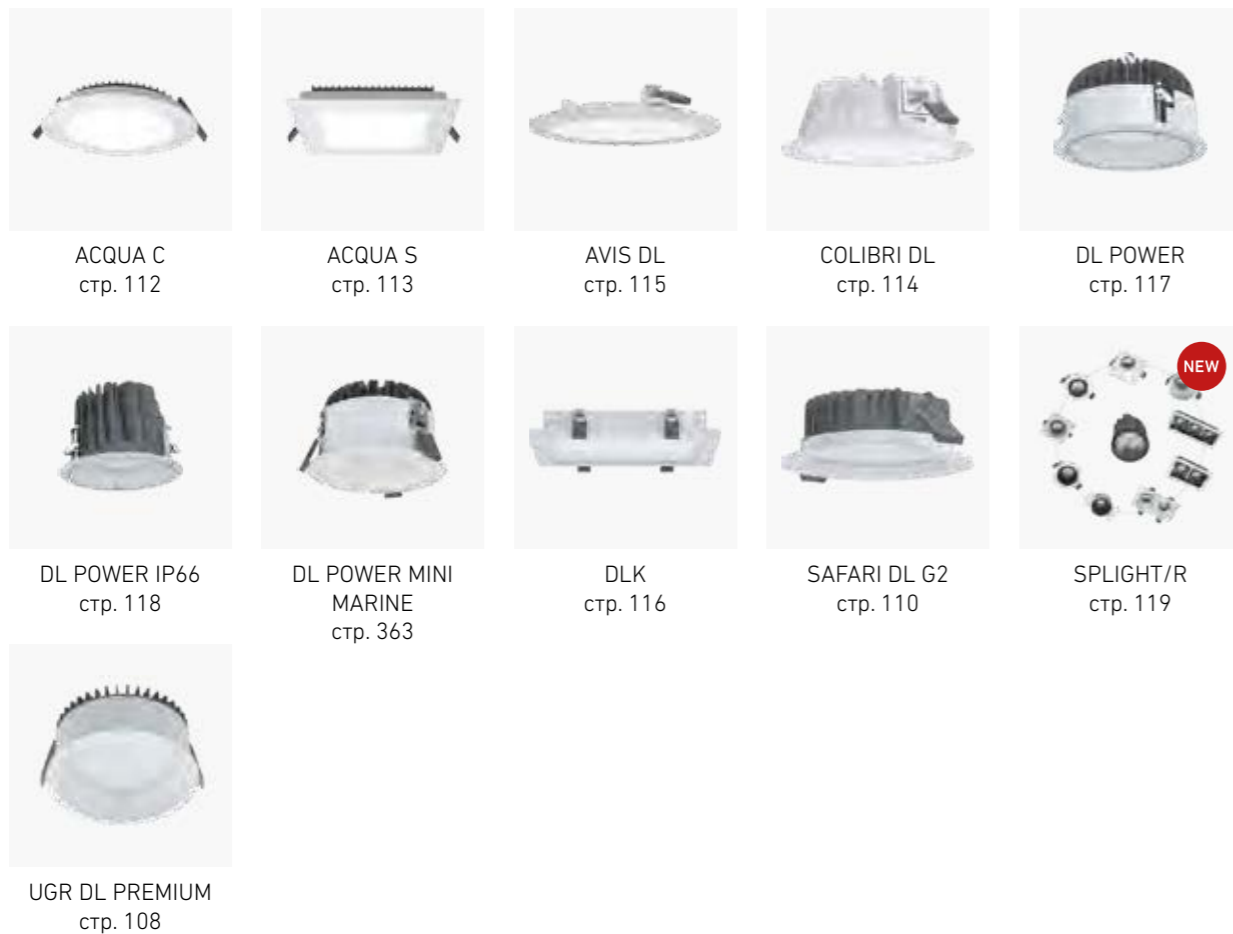 ACQUA C
стр. 112
ACQUA S
стр. 113
AVIS DL
стр. 115
COLIBRI DL
стр. 114
DL POWER
стр. 117
NEW
DL POWER IP66
стр. 118
DL POWER MINI
MARINE
стр. 363
DLK
стр. 116
SAFARI DL G2
стр. 110
SPLIGHT/R
стр. 119
UGR DL PREMIUM
стр. 108